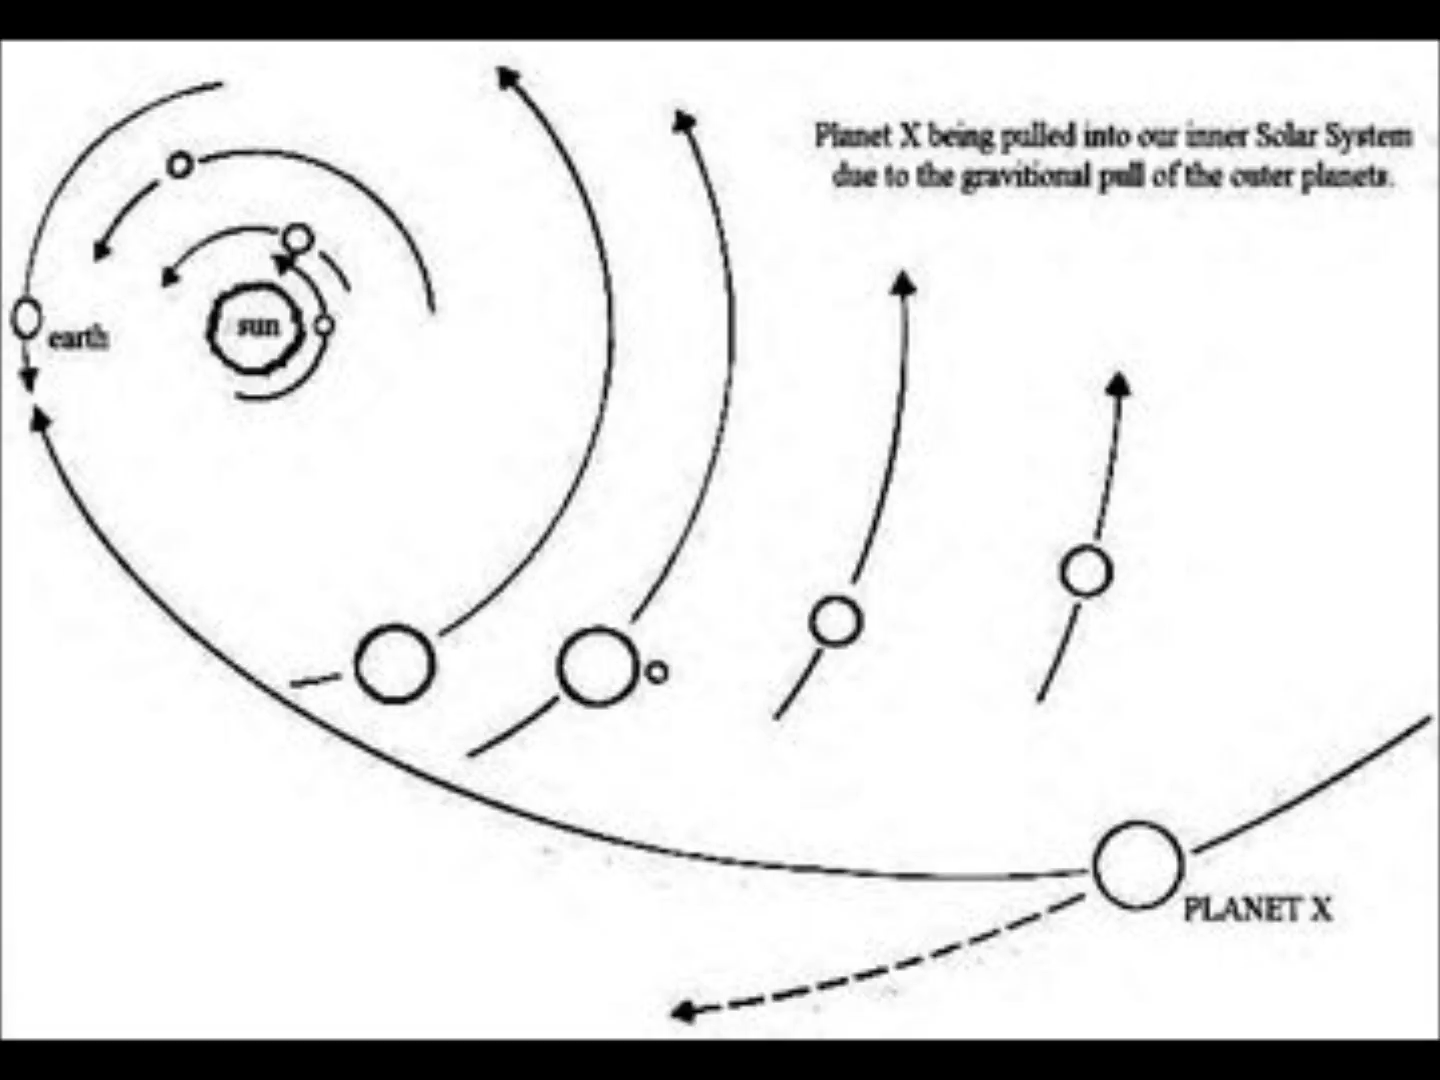 Planet X being pulled into our inner Solar System
due to the gravitional pull of the outer planets.
sun
earth
PLANET X